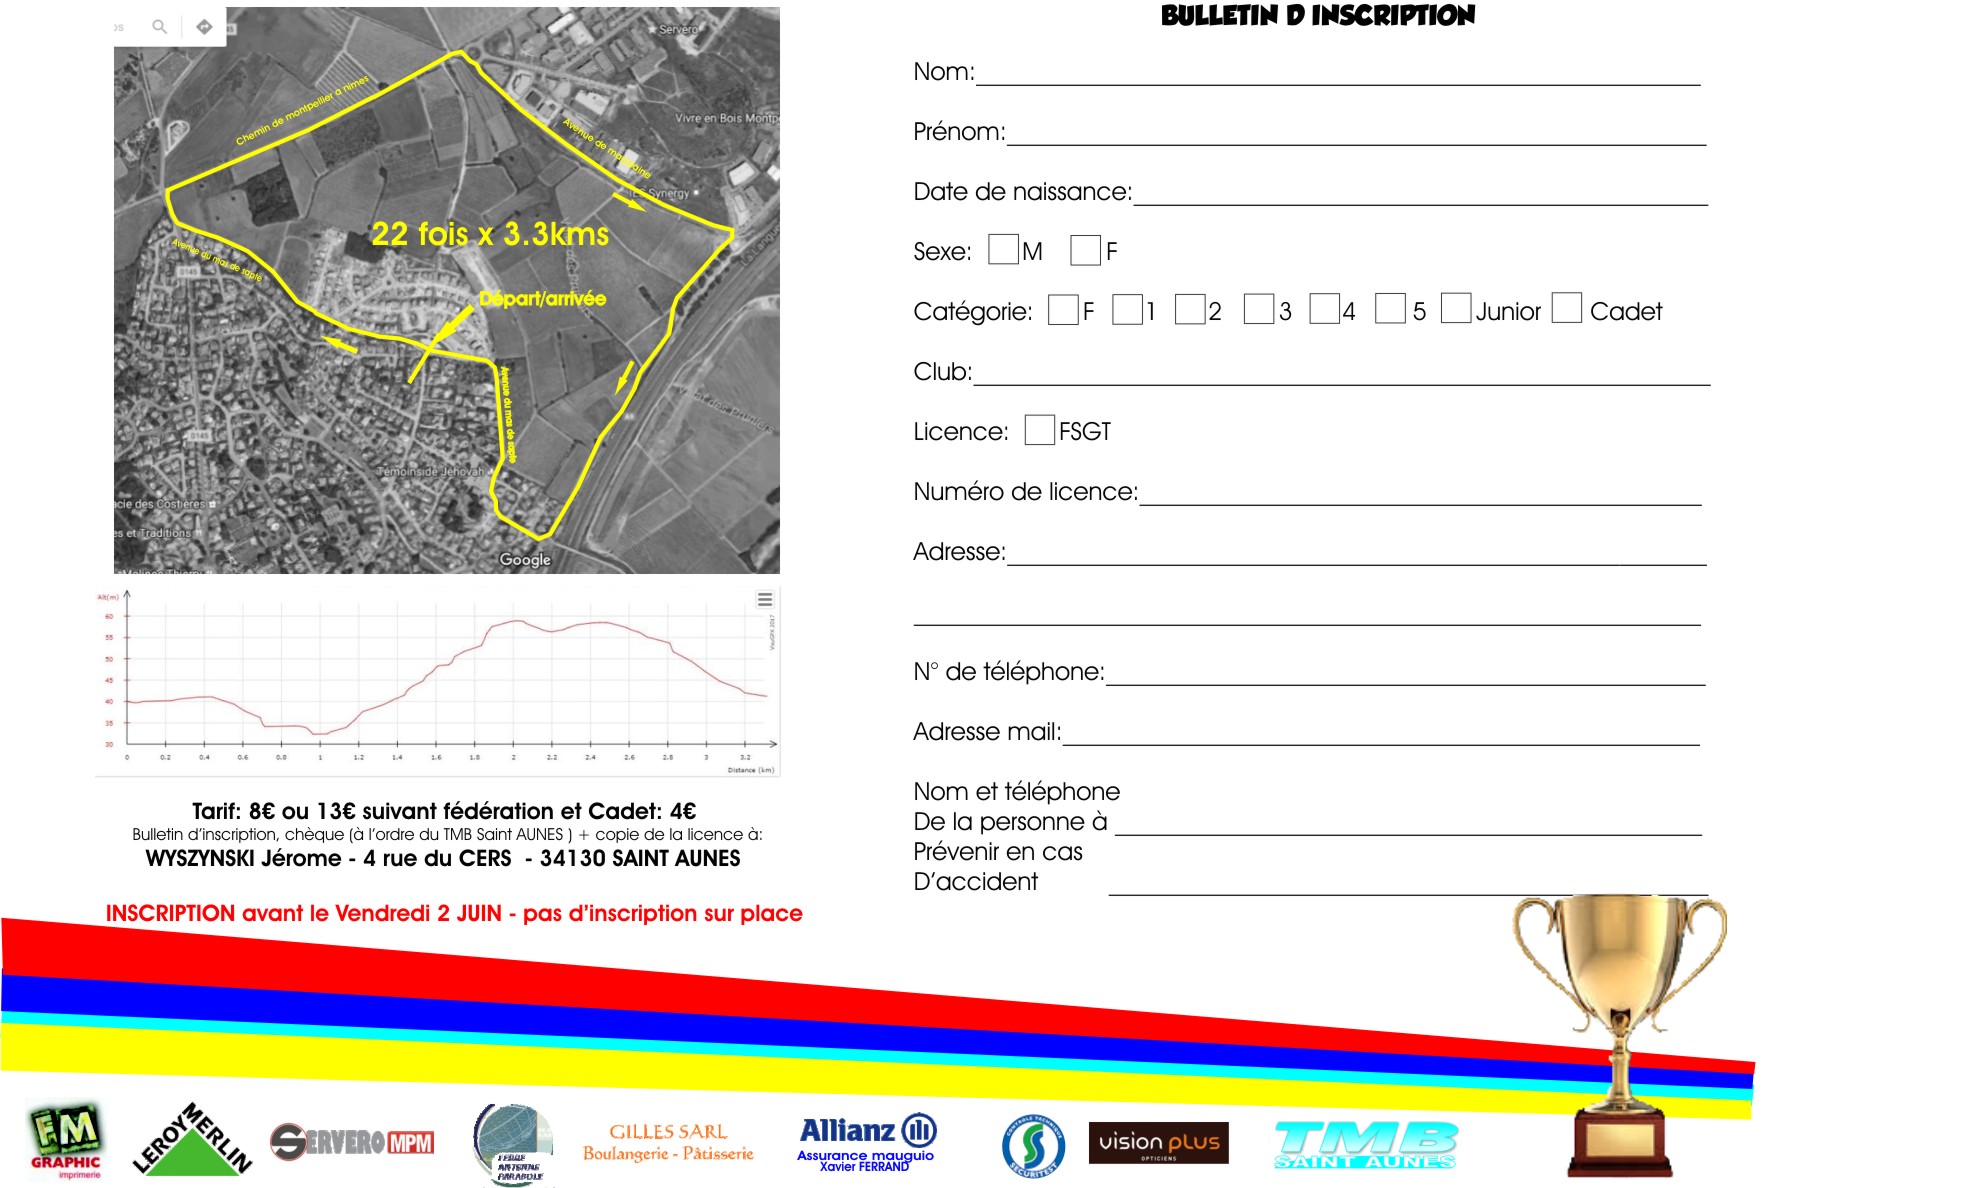 Servero
Chemin de montpellier à nimes
Vivre en Bois Montp
Synergy
Avenue du mas de sapte
0145
22 fois x 3.3kms
Départ/arrivée
Avenue du mas de sapte
0145
Témoins de Jéhovah
acie des Costières
es et Traditions
Google
Alt(m)
60
55
50
45
40
35
30
0 0.2 0.4 0.6 0.8 1 1.2 1.4 1.6 1.8 2 2.2 2.4 2.6 2.8 3 3.2
Distance (km)
Tarif: 8€ ou 13€ suivant fédération et Cadet: 4€
Bulletin d'inscription, chèque (à l'ordre du TMB Saint AUNES ) + copie de la licence à:
WYSZYNSKI Jérome - 4 rue du CERS - 34130 SAINT AUNES
INSCRIPTION avant le Vendredi 2 JUIN - pas d'inscription sur place
BULLETIN D INSCRIPTION
Nom:
Prénom:
Date de naissance:
Sexe: M F
Catégorie: F 1 2 3 4 5 Junior Cadet
Club:
Licence: FSGT
Numéro de licence:
Adresse:
N° de téléphone:
Adresse mail:
Nom et téléphone
De la personne à
Prévenir en cas
D'accident
FM
GRAPHIC
imprimerie
LEROY MERLIN
SERVERO MPM
FERRE
ANTENNE
PARABOLE
GILLES SARL
Boulangerie - Pâtisserie
Allianz
Assurance mauguio
Xavier FERRAND
CONTROLE TECHNIQUE
SECURITEST
vision plus
OPTICIENS
TMB
SAINT AUNES